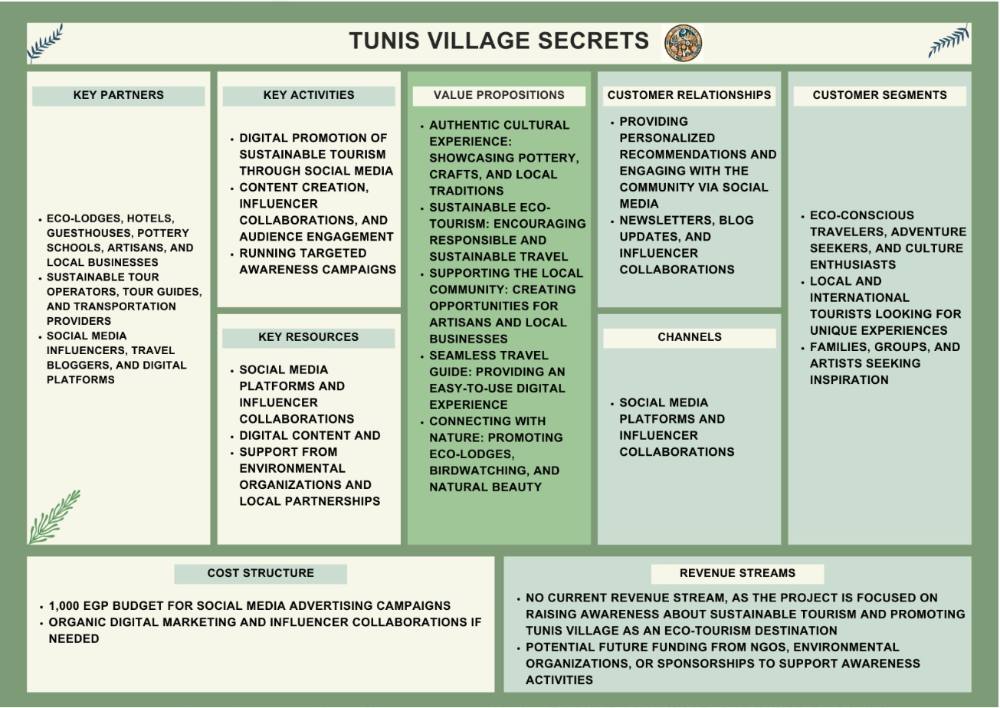 TUNIS VILLAGE SECRETS
KEY PARTNERS
• ECO-LODGES, HOTELS,
GUESTHOUSES, POTTERY
SCHOOLS, ARTISANS, AND
LOCAL BUSINESSES
• SUSTAINABLE TOUR
OPERATORS, TOUR GUIDES,
AND TRANSPORTATION
PROVIDERS
• SOCIAL MEDIA
INFLUENCERS, TRAVEL
BLOGGERS, AND DIGITAL
PLATFORMS
KEY ACTIVITIES
• DIGITAL PROMOTION OF
SUSTAINABLE TOURISM
THROUGH SOCIAL MEDIA
• CONTENT CREATION,
INFLUENCER
COLLABORATIONS, AND
AUDIENCE ENGAGEMENT
• RUNNING TARGETED
AWARENESS CAMPAIGNS
KEY RESOURCES
• SOCIAL MEDIA
PLATFORMS AND
INFLUENCER
COLLABORATIONS
• DIGITAL CONTENT AND
• SUPPORT FROM
ENVIRONMENTAL
ORGANIZATIONS AND
LOCAL PARTNERSHIPS
VALUE PROPOSITIONS
• AUTHENTIC CULTURAL
EXPERIENCE:
SHOWCASING POTTERY,
CRAFTS, AND LOCAL
TRADITIONS
• SUSTAINABLE ECO-
TOURISM: ENCOURAGING
RESPONSIBLE AND
SUSTAINABLE TRAVEL
• SUPPORTING THE LOCAL
COMMUNITY: CREATING
OPPORTUNITIES FOR
ARTISANS AND LOCAL
BUSINESSES
• SEAMLESS TRAVEL
GUIDE: PROVIDING AN
EASY-TO-USE DIGITAL
EXPERIENCE
• CONNECTING WITH
NATURE: PROMOTING
ECO-LODGES,
BIRDWATCHING, AND
NATURAL BEAUTY
CUSTOMER RELATIONSHIPS
• PROVIDING
PERSONALIZED
RECOMMENDATIONS AND
ENGAGING WITH THE
COMMUNITY VIA SOCIAL
MEDIA
• NEWSLETTERS, BLOG
UPDATES, AND
INFLUENCER
COLLABORATIONS
CHANNELS
• SOCIAL MEDIA
PLATFORMS AND
INFLUENCER
COLLABORATIONS
CUSTOMER SEGMENTS
• ECO-CONSCIOUS
TRAVELERS, ADVENTURE
SEEKERS, AND CULTURE
ENTHUSIASTS
• LOCAL AND
INTERNATIONAL
TOURISTS LOOKING FOR
UNIQUE EXPERIENCES
• FAMILIES, GROUPS, AND
ARTISTS SEEKING
INSPIRATION
COST STRUCTURE
• 1,000 EGP BUDGET FOR SOCIAL MEDIA ADVERTISING CAMPAIGNS
• ORGANIC DIGITAL MARKETING AND INFLUENCER COLLABORATIONS IF
NEEDED
REVENUE STREAMS
• NO CURRENT REVENUE STREAM, AS THE PROJECT IS FOCUSED ON
RAISING AWARENESS ABOUT SUSTAINABLE TOURISM AND PROMOTING
TUNIS VILLAGE AS AN ECO-TOURISM DESTINATION
• POTENTIAL FUTURE FUNDING FROM NGOS, ENVIRONMENTAL
ORGANIZATIONS, OR SPONSORSHIPS TO SUPPORT AWARENESS
ACTIVITIES